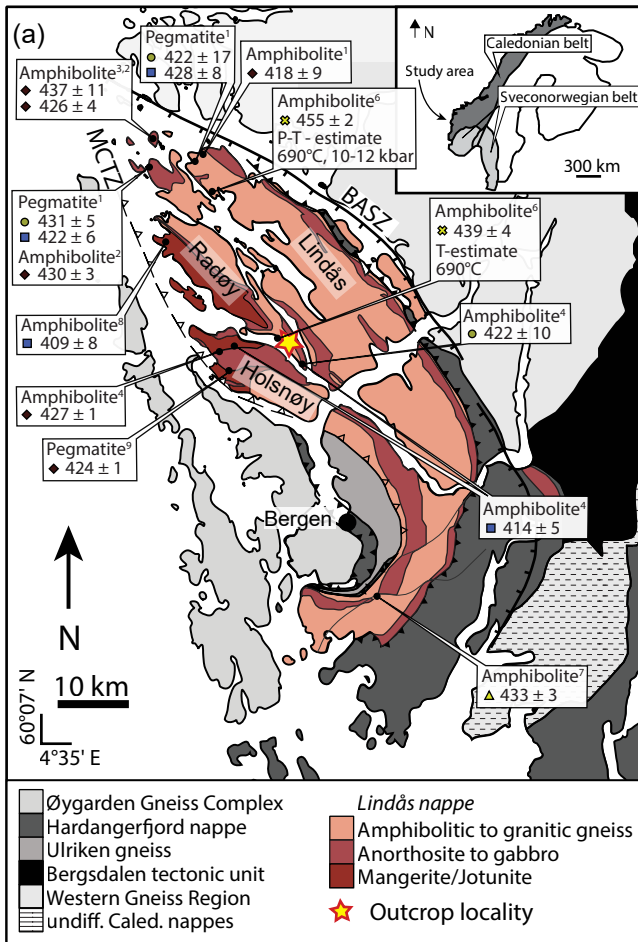 (a)
Pegmatite¹
422 ± 17
428 ± 8
Amphibolite¹
418 ± 9
Amphibolite³,²
437 ± 11
426 ± 4
Amphibolite⁶
455 ± 2
P-T - estimate
690°C, 10-12 kbar
N
Caledonian belt
Study area
Sveconorwegian belt
300 km
MCTZ
BASZ
Pegmatite¹
431 ± 5
422 ± 6
Amphibolite²
430 ± 3
Amphibolite⁶
439 ± 4
T-estimate
690°C
Radøy
Lindås
Holsnøy
Amphibolite⁸
409 ± 8
Amphibolite⁴
422 ± 10
Amphibolite⁴
427 ± 1
Pegmatite⁹
424 ± 1
Amphibolite⁴
414 ± 5
Bergen
N
10 km
60°07' N
4°35' E
Amphibolite⁷
433 ± 3
Øygarden Gneiss Complex
Hardangerfjord nappe
Ulriken gneiss
Bergsdalen tectonic unit
Western Gneiss Region
undiff. Caled. nappes
Lindås nappe
Amphibolitic to granitic gneiss
Anorthosite to gabbro
Mangerite/Jotunite
Outcrop locality